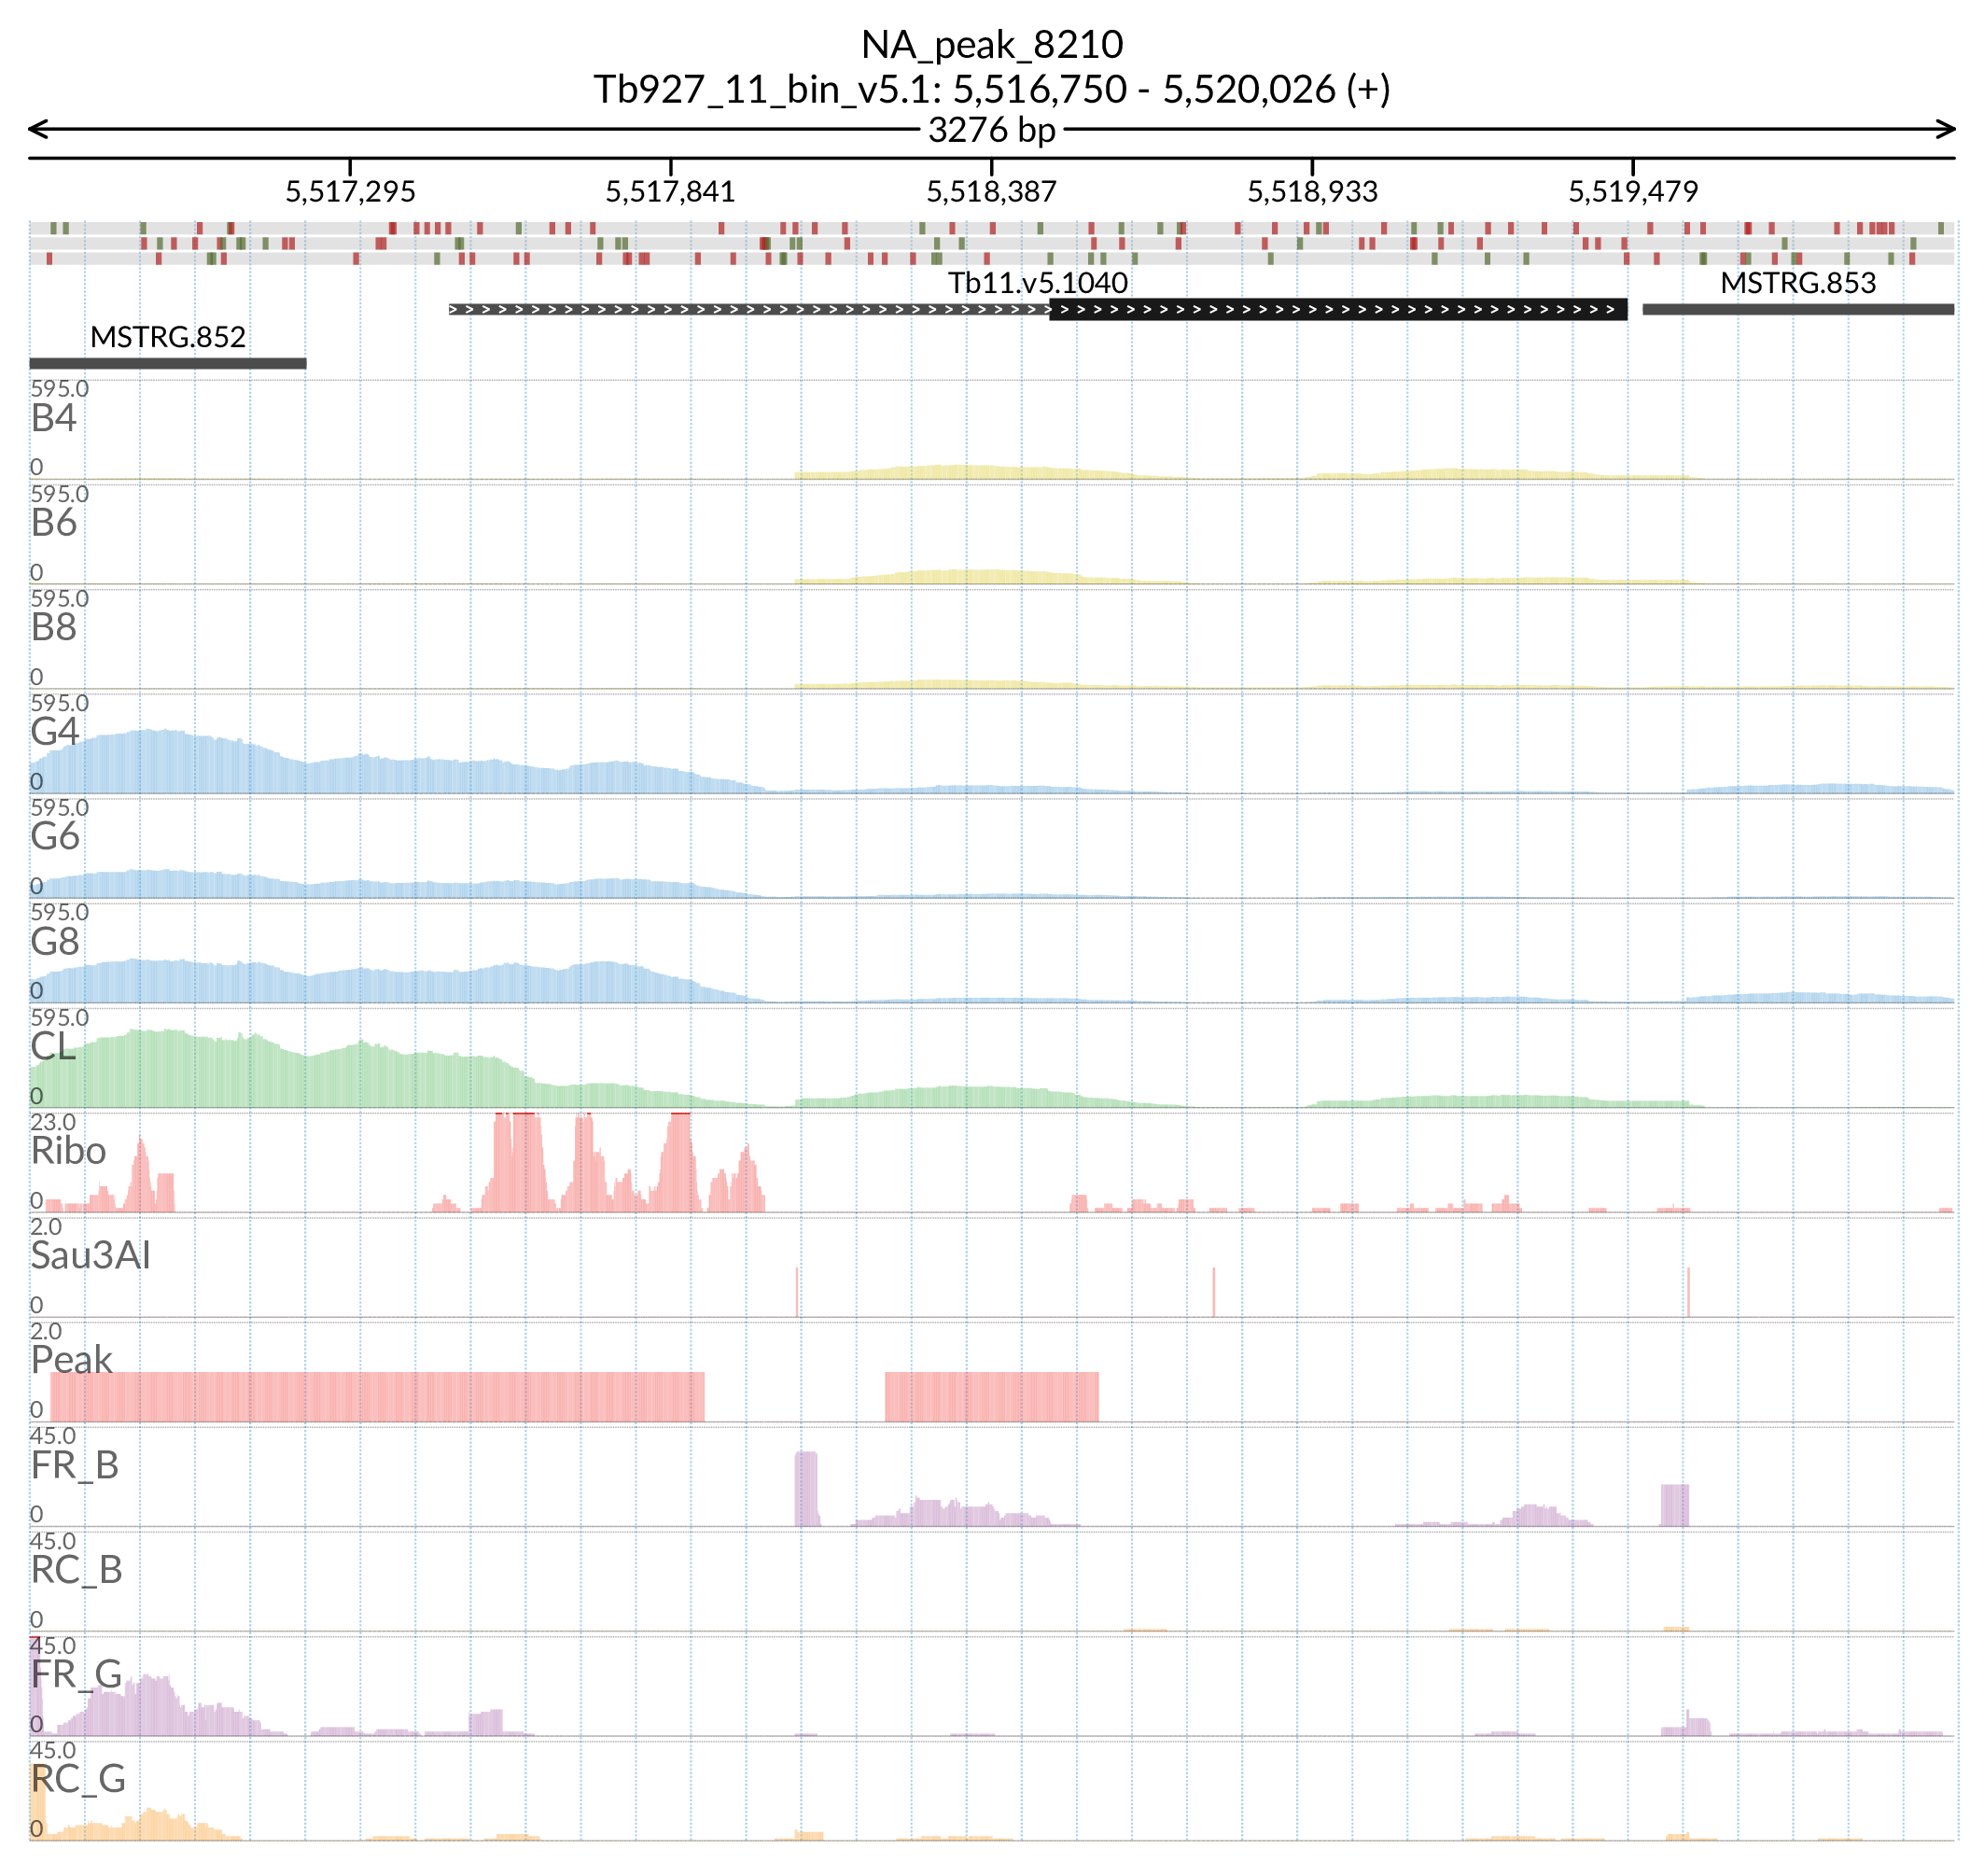 NA_peak_8210
Tb927_11_bin_v5.1: 5,516,750 - 5,520,026 (+)
3276 bp
5,517,295 5,517,841 5,518,387 5,518,933 5,519,479
Tb11.v5.1040 MSTRG.853
> > > > > > > > > > > > > > > > > > > > > > > > > > > > > > > > > > > > > > > > > > > > > > > > > > > > > > > > > > > > > > > > > > > > > > >
MSTRG.852
595.0
B4
0
595.0
B6
0
595.0
B8
0
595.0
G4
0
595.0
G6
0
595.0
G8
0
595.0
CL
0
23.0
Ribo
0
2.0
Sau3AI
0
2.0
Peak
0
45.0
FR_B
0
45.0
RC_B
0
45.0
FR_G
0
45.0
RC_G
0